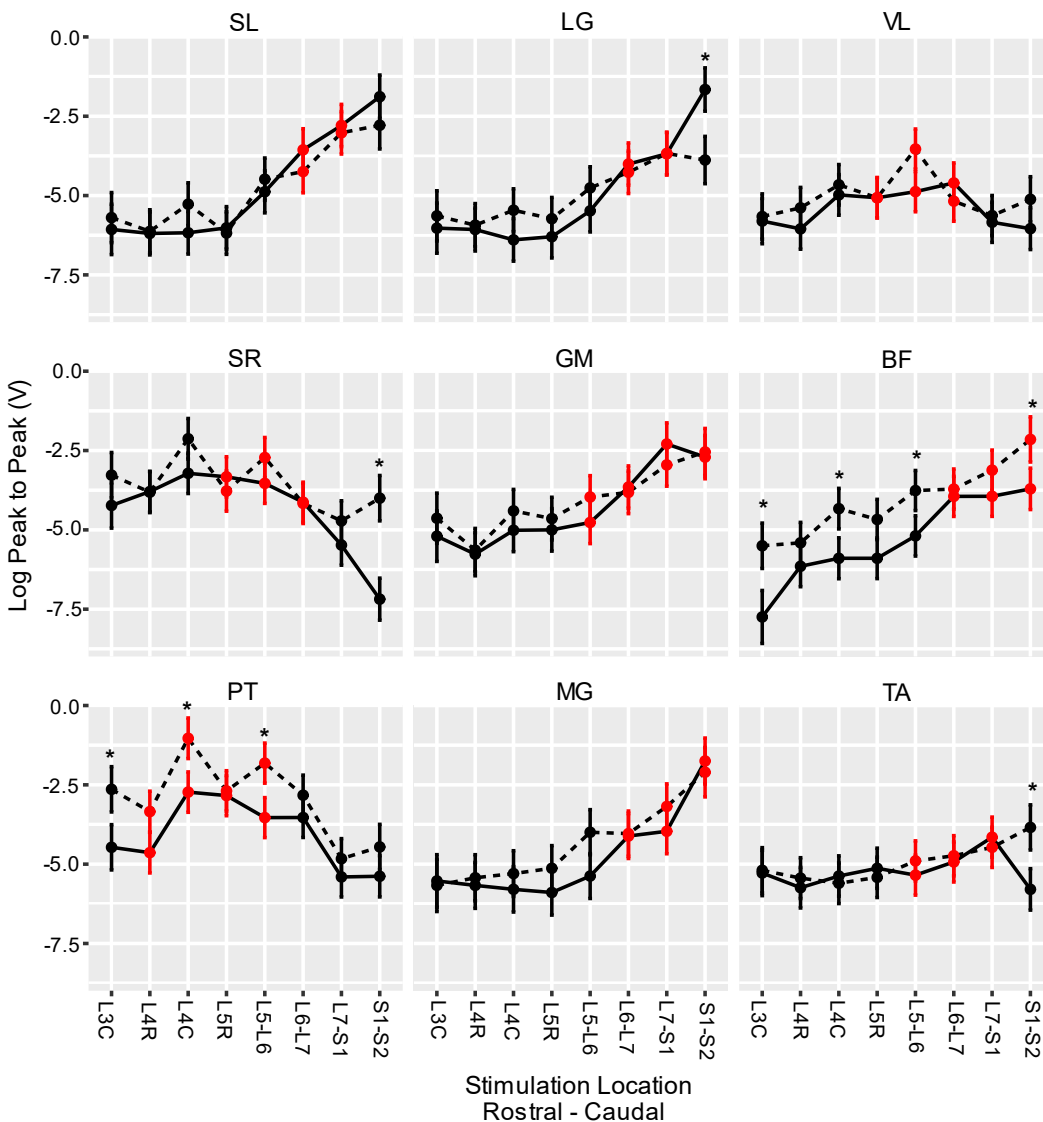 SL LG VL
0.0
*
-2.5
-5.0
-7.5
SR GM BF
0.0
* * * * *
-2.5
-5.0
-7.5
Log Peak to Peak (V)
PT MG TA
0.0
* * * *
-2.5
-5.0
-7.5
L3C L4R L4C L5R L5-L6 L6-L7 L7-S1 S1-S2 L3C L4R L4C L5R L5-L6 L6-L7 L7-S1 S1-S2 L3C L4R L4C L5R L5-L6 L6-L7 L7-S1 S1-S2
Stimulation Location
Rostral - Caudal